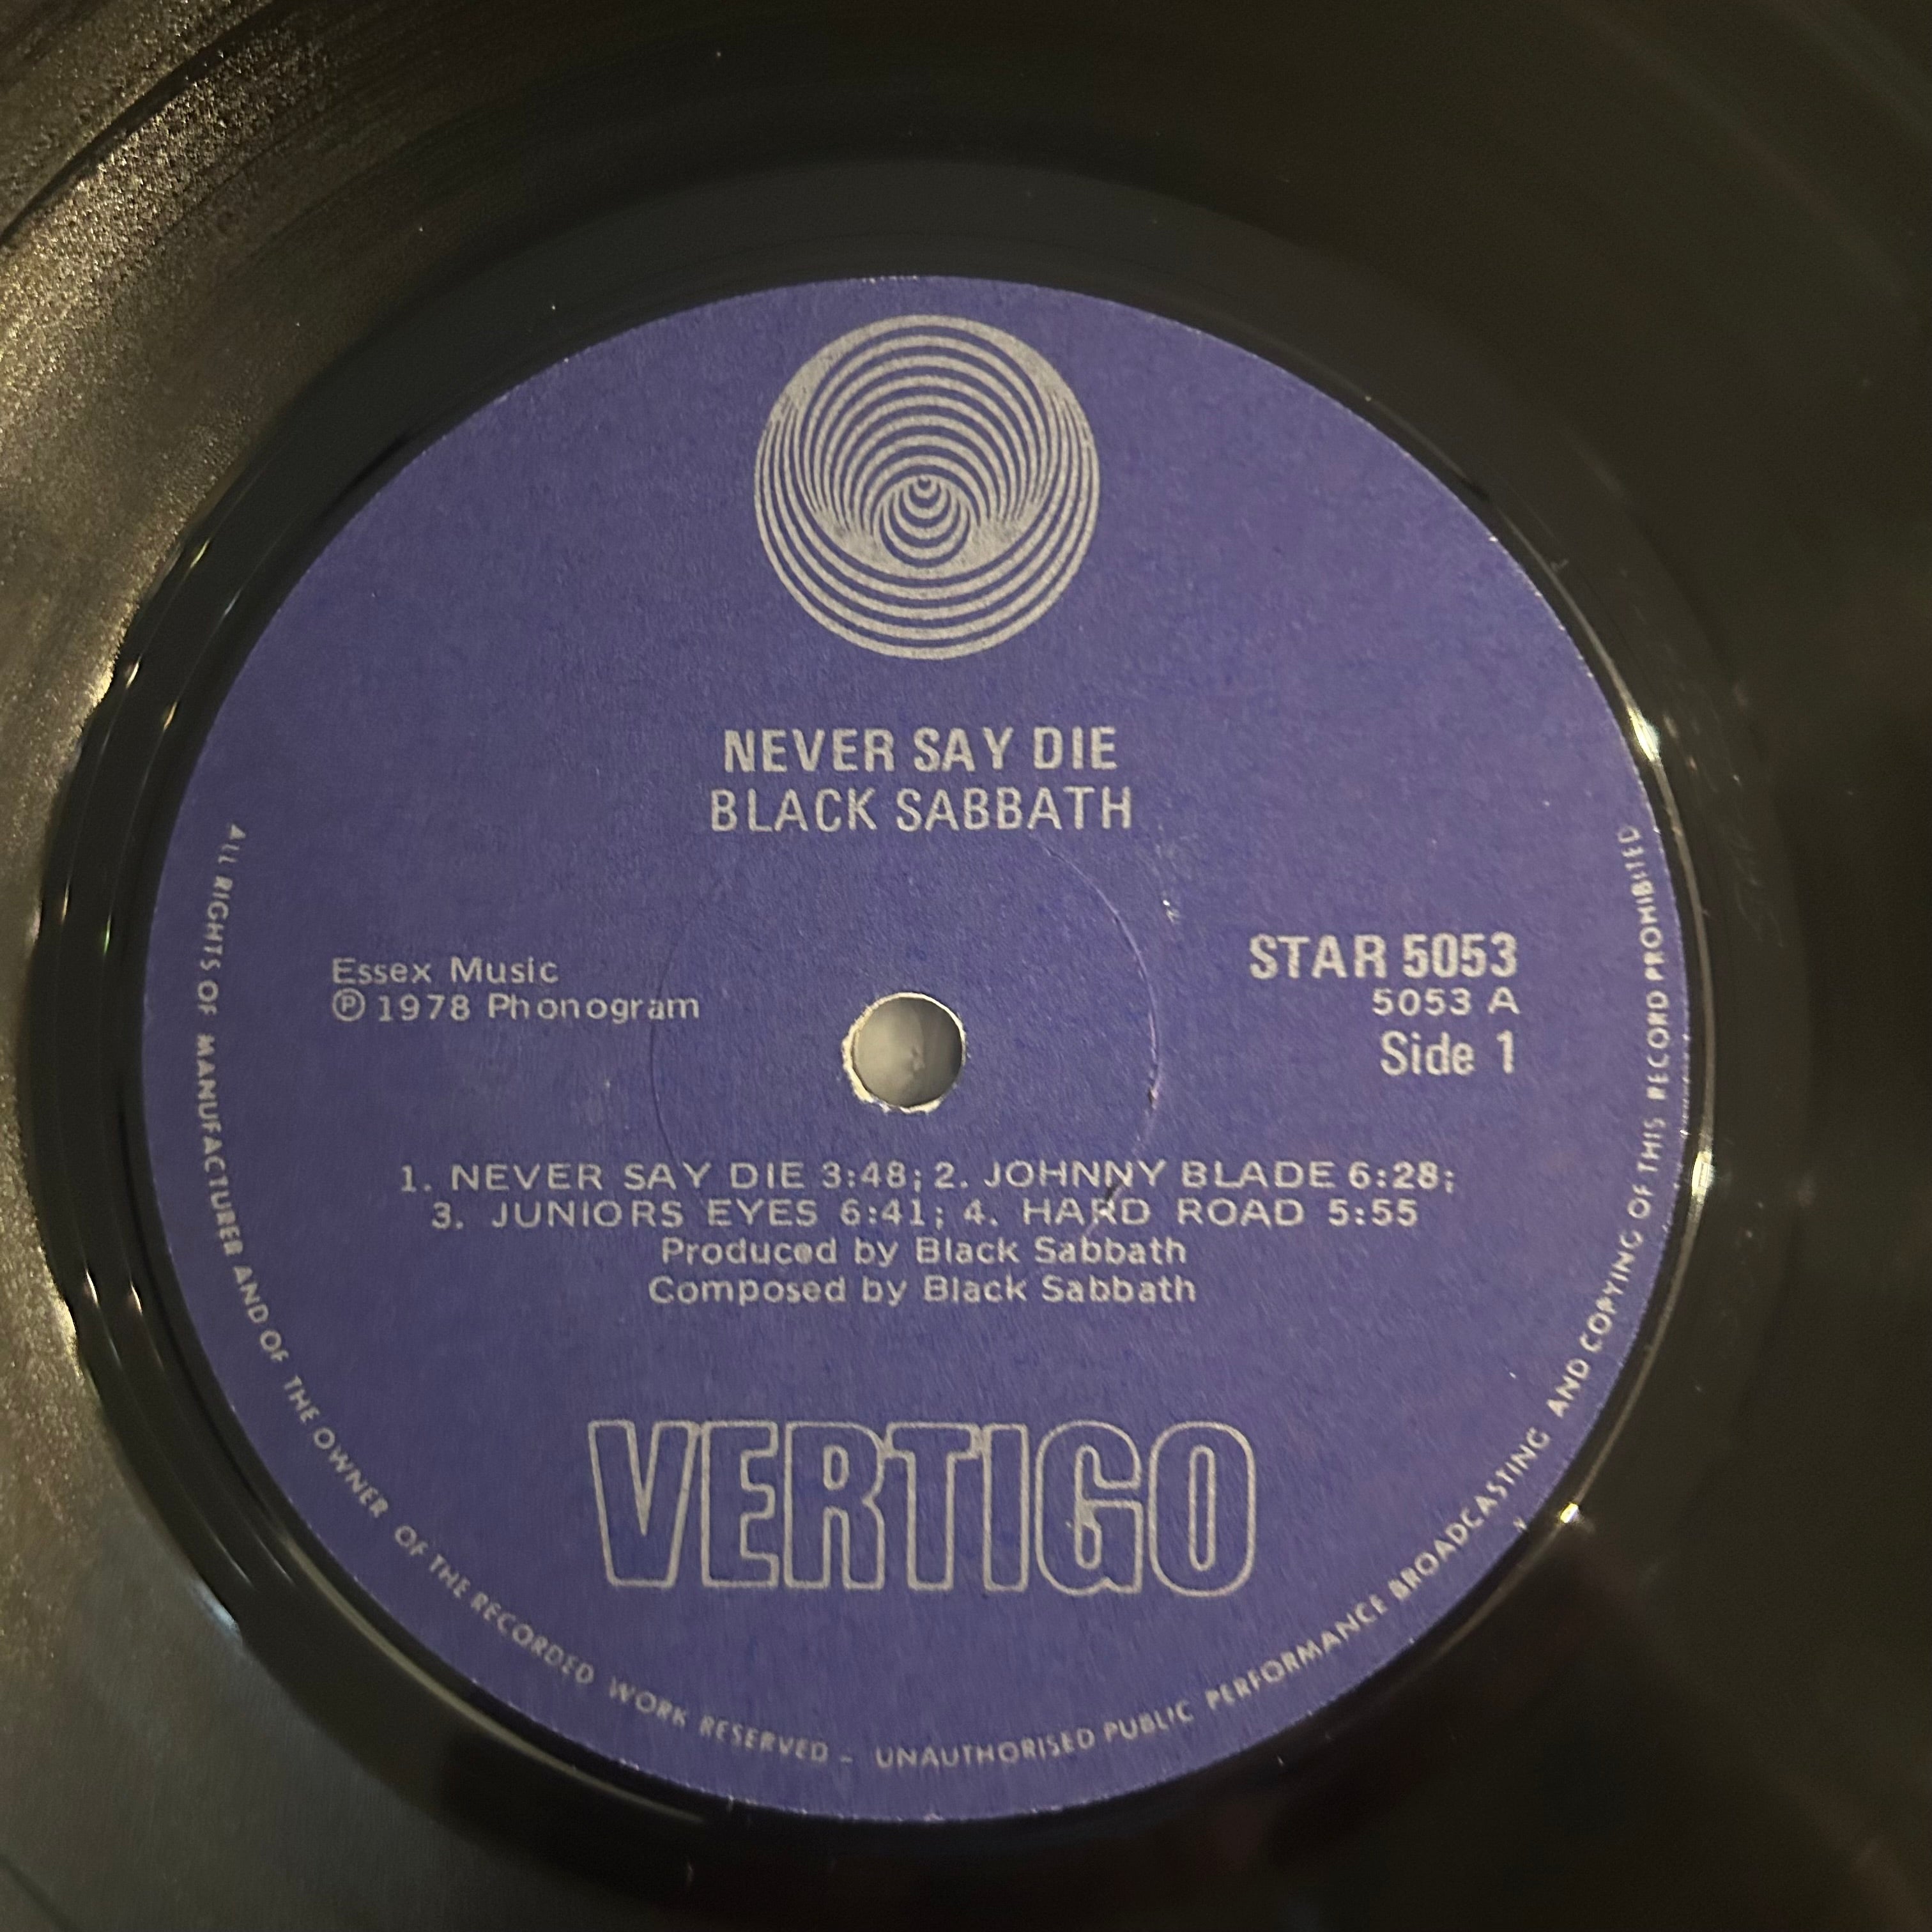 NEVER SAY DIE
BLACK SABBATH
Essex Music
℗ 1978 Phonogram
STAR 5053
5053 A
Side 1
1. NEVER SAY DIE 3:48; 2. JOHNNY BLADE 6:28;
3. JUNIORS EYES 6:41; 4. HARD ROAD 5:55
Produced by Black Sabbath
Composed by Black Sabbath
VERTIGO
ALL RIGHTS OF MANUFACTURER AND OF THE OWNER OF THE RECORDED WORK RESERVED – UNAUTHORISED PUBLIC PERFORMANCE BROADCASTING AND COPYING OF THIS RECORD PROHIBITED